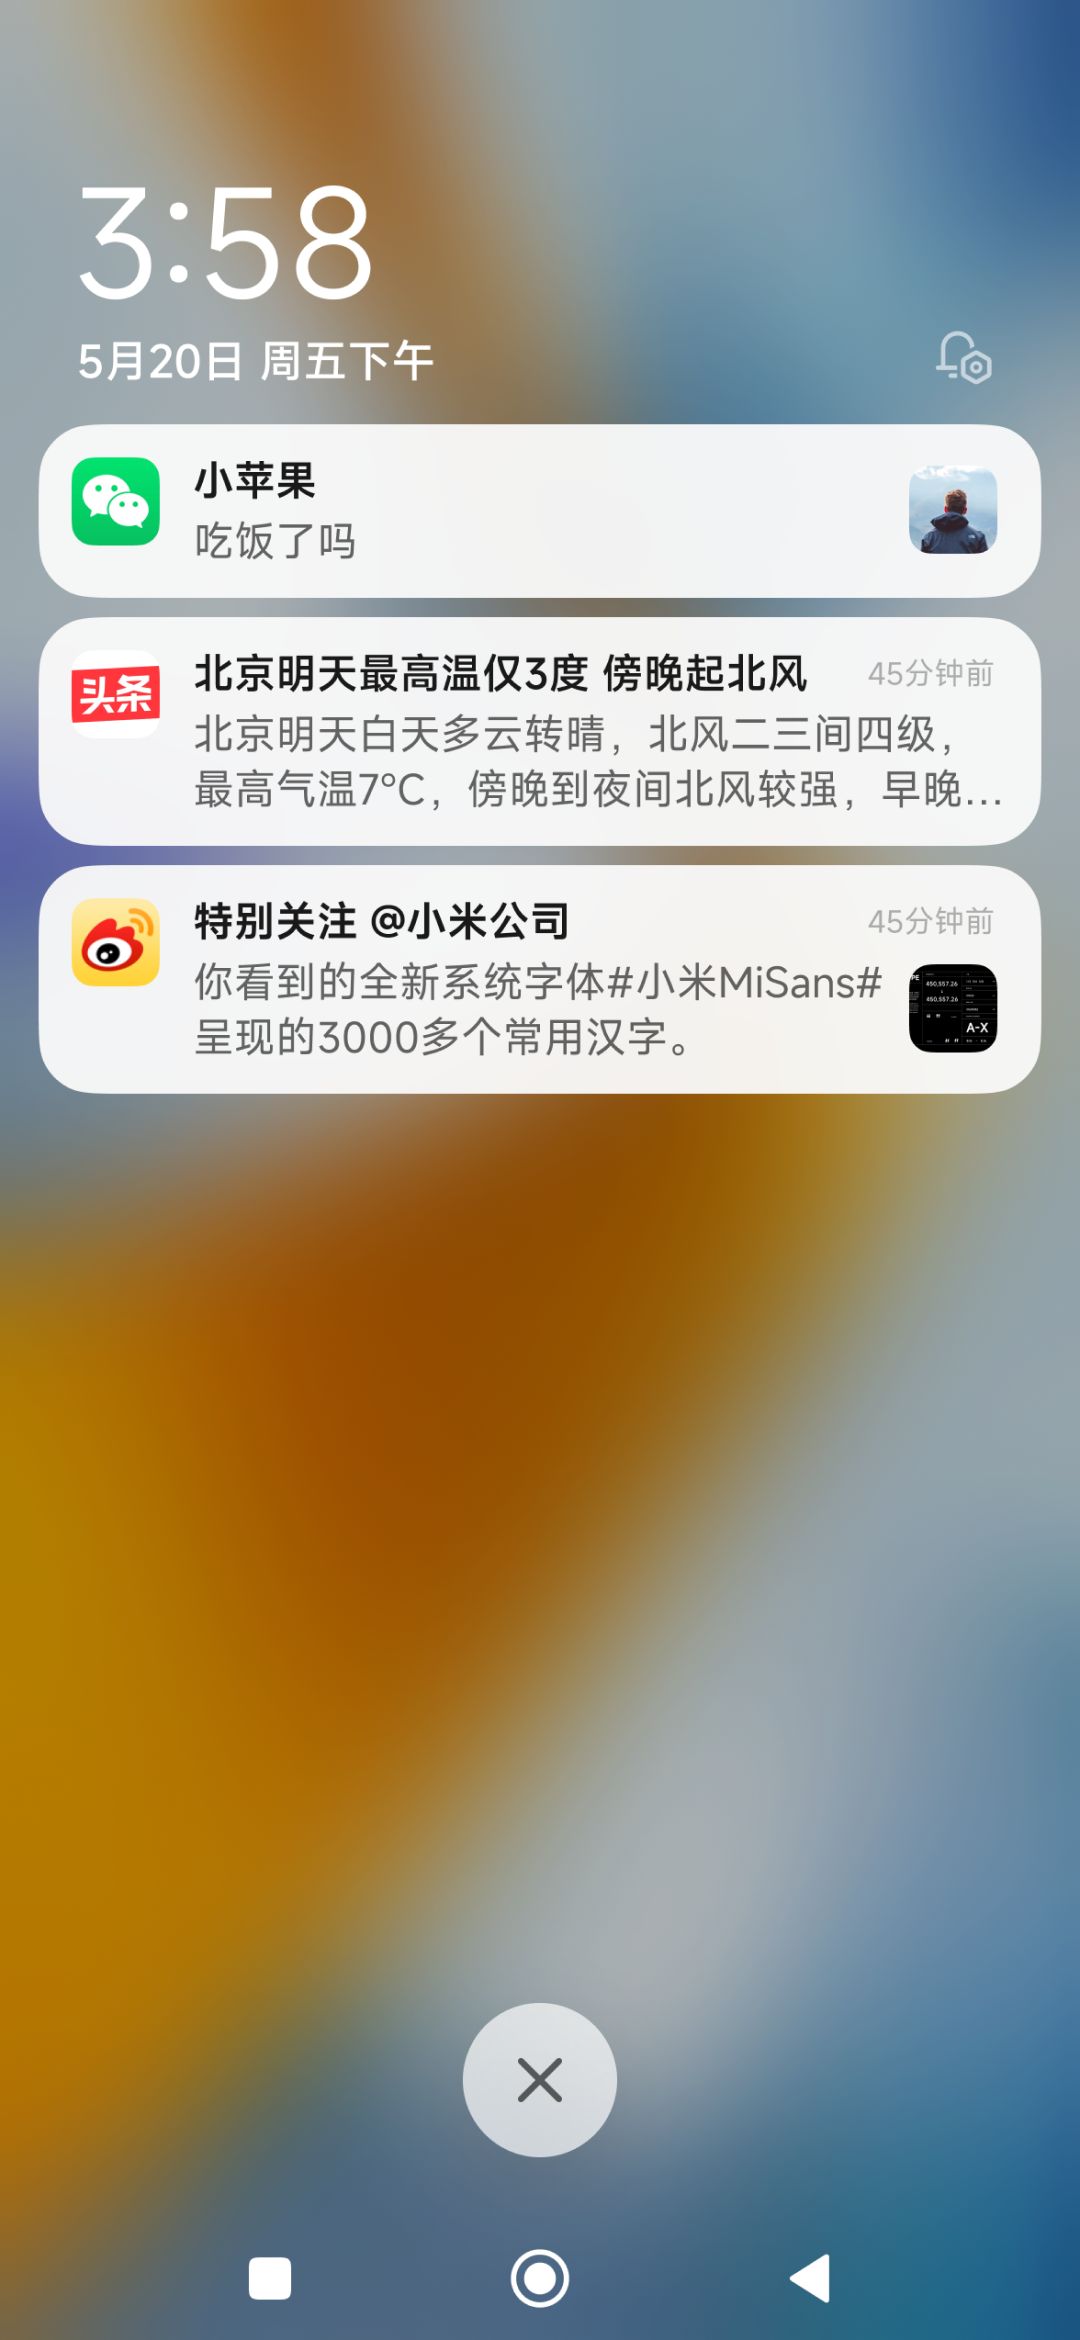 3:58
5月20日 周五下午
小苹果
吃饭了吗
头条
北京明天最高温仅3度 傍晚起北风
45分钟前
北京明天白天多云转晴，北风二三间四级，
最高气温7°C，傍晚到夜间北风较强，早晚...
特别关注 @小米公司
45分钟前
你看到的全新系统字体#小米MiSans#
呈现的3000多个常用汉字。
450,557.26
450,557.26
A-X